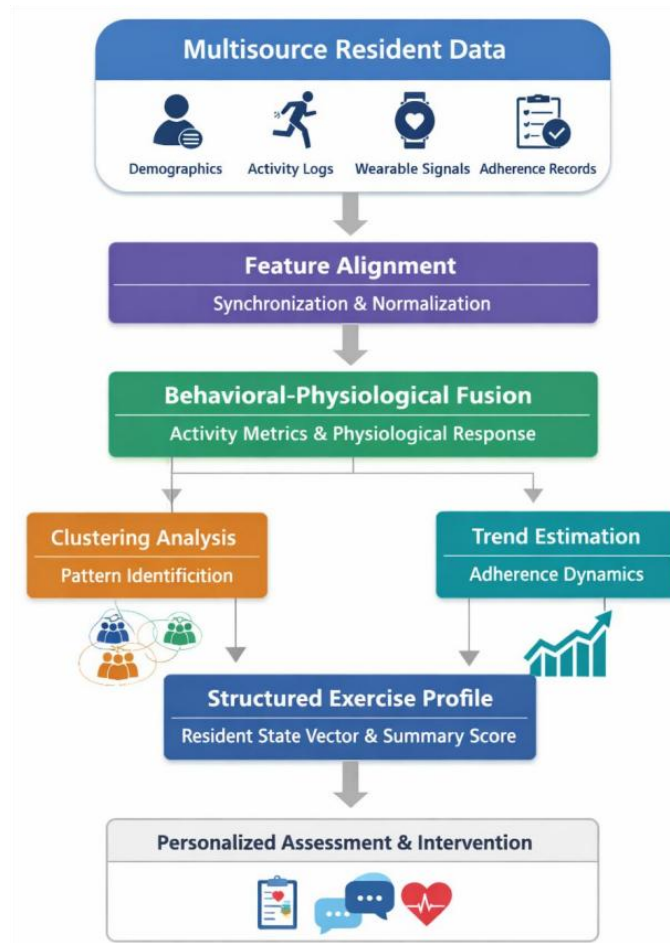 Multisource Resident Data
Demographics
Activity Logs
Wearable Signals
Adherence Records
Feature Alignment
Synchronization & Normalization
Behavioral-Physiological Fusion
Activity Metrics & Physiological Response
Clustering Analysis
Pattern Identificition
Trend Estimation
Adherence Dynamics
Structured Exercise Profile
Resident State Vector & Summary Score
Personalized Assessment & Intervention